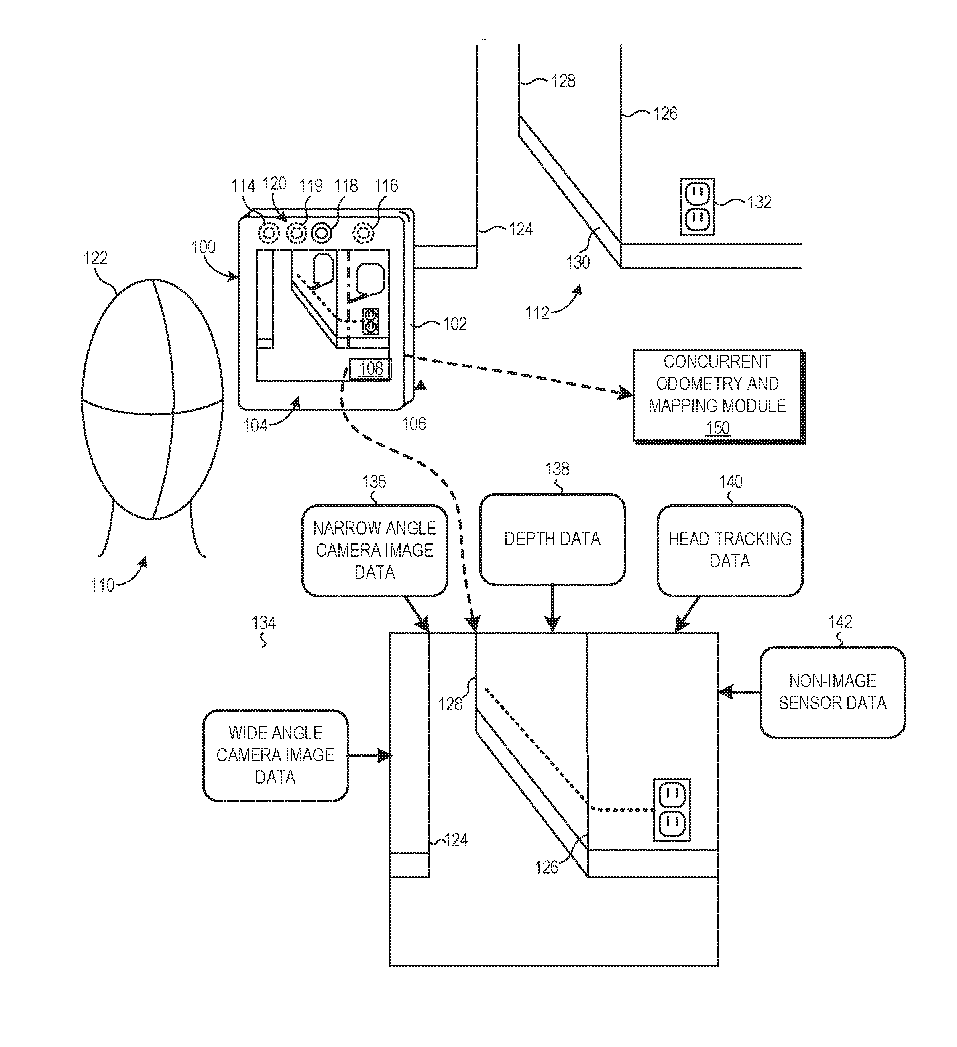 128
126
114
120
119
118
116
132
124
130
100
122
112
102
CONCURRENT
ODOMETRY AND
MAPPING MODULE
150
108
104
106
136
138
140
NARROW ANGLE
CAMERA IMAGE
DATA
DEPTH DATA
HEAD TRACKING
DATA
110
134
142
NON-IMAGE
SENSOR DATA
128
WIDE ANGLE
CAMERA IMAGE
DATA
124
126